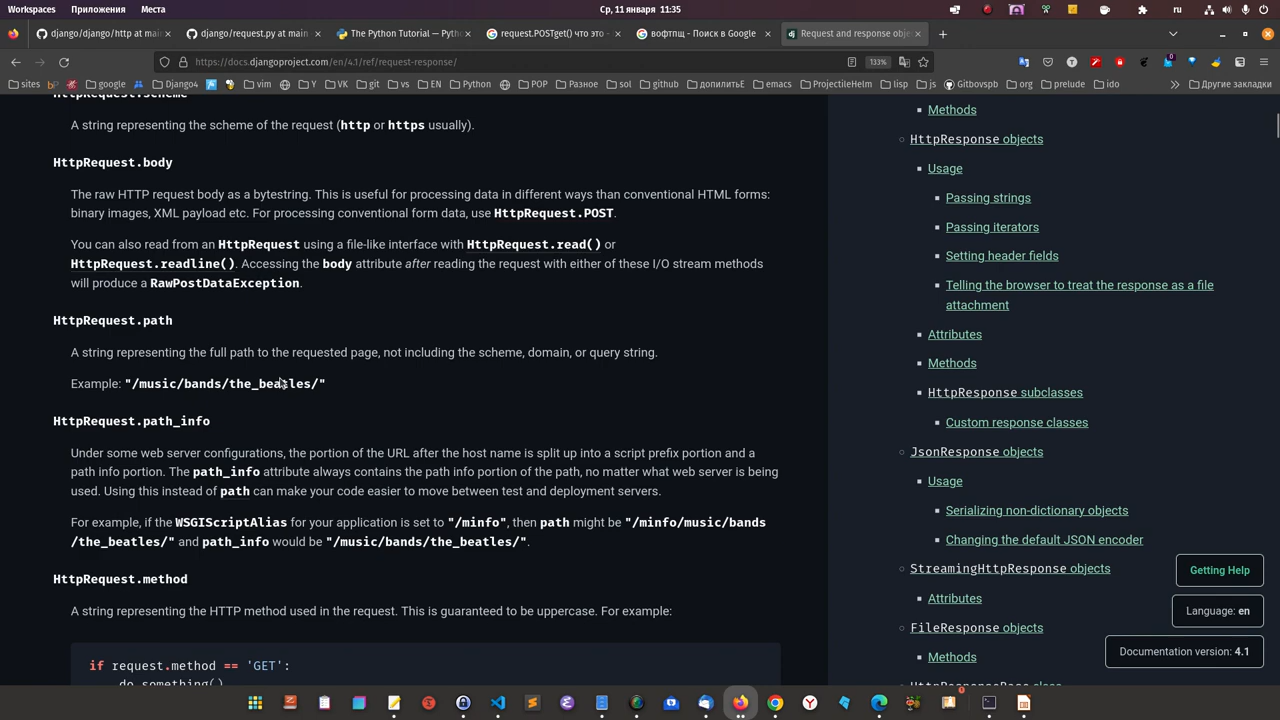 Workspaces Приложения Места Ср, 11 января 11:35 ru
django/django/http at main django/request.py at main The Python Tutorial — Python request.POSTget() что это - вофтпщ - Поиск в Google Request and response obje
https://docs.djangoproject.com/en/4.1/ref/request-response/ 133%
sites google Django4 vim Y VK git vs EN Python POP Разное sol github допилитьЕ emacs ProjectileHelm lisp js Gitbovspb org prelude ido Другие закладки
HttpRequest.scheme
A string representing the scheme of the request (http or https usually).
HttpRequest.body
The raw HTTP request body as a bytestring. This is useful for processing data in different ways than conventional HTML forms:
binary images, XML payload etc. For processing conventional form data, use HttpRequest.POST.
You can also read from an HttpRequest using a file-like interface with HttpRequest.read() or
HttpRequest.readline(). Accessing the body attribute after reading the request with either of these I/O stream methods
will produce a RawPostDataException.
HttpRequest.path
A string representing the full path to the requested page, not including the scheme, domain, or query string.
Example: "/music/bands/the_beatles/"
HttpRequest.path_info
Under some web server configurations, the portion of the URL after the host name is split up into a script prefix portion and a
path info portion. The path_info attribute always contains the path info portion of the path, no matter what web server is being
used. Using this instead of path can make your code easier to move between test and deployment servers.
For example, if the WSGIScriptAlias for your application is set to "/minfo", then path might be "/minfo/music/bands
/the_beatles/" and path_info would be "/music/bands/the_beatles/".
HttpRequest.method
A string representing the HTTP method used in the request. This is guaranteed to be uppercase. For example:
if request.method == 'GET':
do_something()
Methods
HttpResponse objects
Usage
Passing strings
Passing iterators
Setting header fields
Telling the browser to treat the response as a file
attachment
Attributes
Methods
HttpResponse subclasses
Custom response classes
JsonResponse objects
Usage
Serializing non-dictionary objects
Changing the default JSON encoder
StreamingHttpResponse objects
Attributes
FileResponse objects
Methods
HttpResponseBase class
Getting Help
Language: en
Documentation version: 4.1